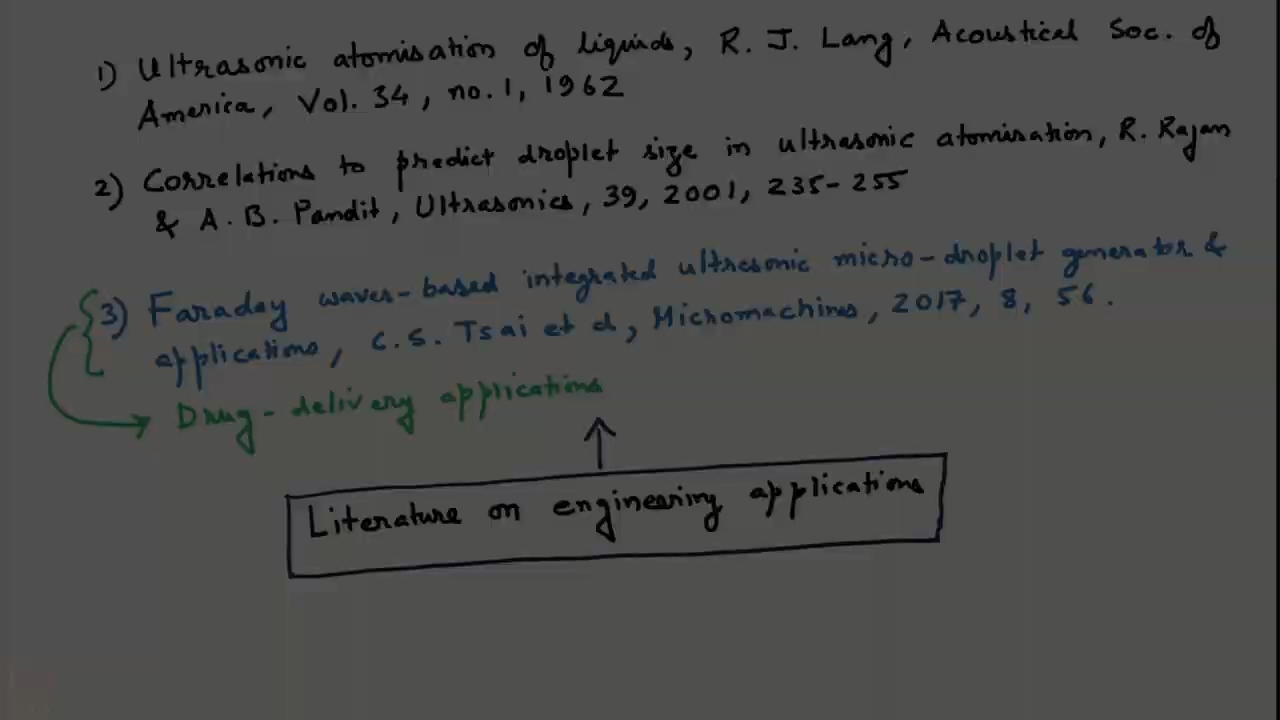 1) Ultrasonic atomisation of liquids, R. J. Lang, Acoustical Soc. of
America, Vol. 34, no. 1, 1962
2) Correlations to predict droplet size in ultrasonic atomisation, R. Rajan
& A. B. Pandit, Ultrasonics, 39, 2001, 235-255
3) Faraday waves-based integrated ultrasonic micro-droplet generator &
applications, C. S. Tsai et al, Micromachines, 2017, 8, 56.
Drug-delivery applications
Literature on engineering applications